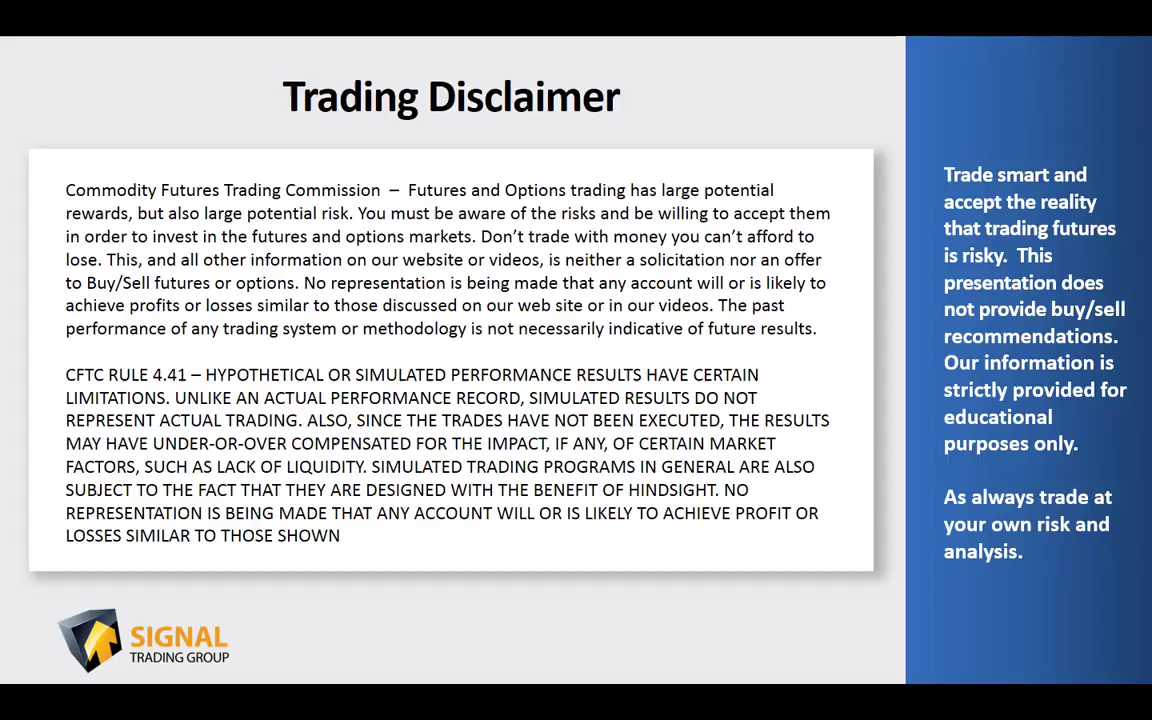 Trading Disclaimer
Commodity Futures Trading Commission – Futures and Options trading has large potential
rewards, but also large potential risk. You must be aware of the risks and be willing to accept them
in order to invest in the futures and options markets. Don’t trade with money you can’t afford to
lose. This, and all other information on our website or videos, is neither a solicitation nor an offer
to Buy/Sell futures or options. No representation is being made that any account will or is likely to
achieve profits or losses similar to those discussed on our web site or in our videos. The past
performance of any trading system or methodology is not necessarily indicative of future results.
CFTC RULE 4.41 – HYPOTHETICAL OR SIMULATED PERFORMANCE RESULTS HAVE CERTAIN
LIMITATIONS. UNLIKE AN ACTUAL PERFORMANCE RECORD, SIMULATED RESULTS DO NOT
REPRESENT ACTUAL TRADING. ALSO, SINCE THE TRADES HAVE NOT BEEN EXECUTED, THE RESULTS
MAY HAVE UNDER-OR-OVER COMPENSATED FOR THE IMPACT, IF ANY, OF CERTAIN MARKET
FACTORS, SUCH AS LACK OF LIQUIDITY. SIMULATED TRADING PROGRAMS IN GENERAL ARE ALSO
SUBJECT TO THE FACT THAT THEY ARE DESIGNED WITH THE BENEFIT OF HINDSIGHT. NO
REPRESENTATION IS BEING MADE THAT ANY ACCOUNT WILL OR IS LIKELY TO ACHIEVE PROFIT OR
LOSSES SIMILAR TO THOSE SHOWN
SIGNAL
TRADING GROUP
Trade smart and
accept the reality
that trading futures
is risky. This
presentation does
not provide buy/sell
recommendations.
Our information is
strictly provided for
educational
purposes only.
As always trade at
your own risk and
analysis.